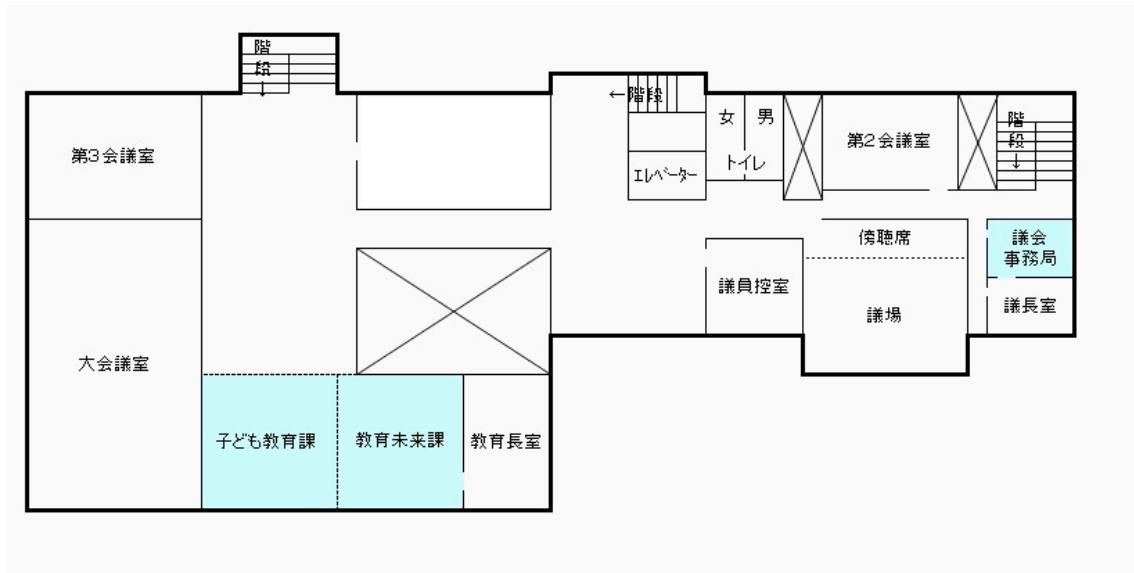 階
段
↓
←階段
女
男
トイレ
階
段
↓
第3会議室
第2会議室
エレベーター
傍聴席
議会
事務局
議員控室
議場
議長室
大会議室
子ども教育課
教育未来課
教育長室